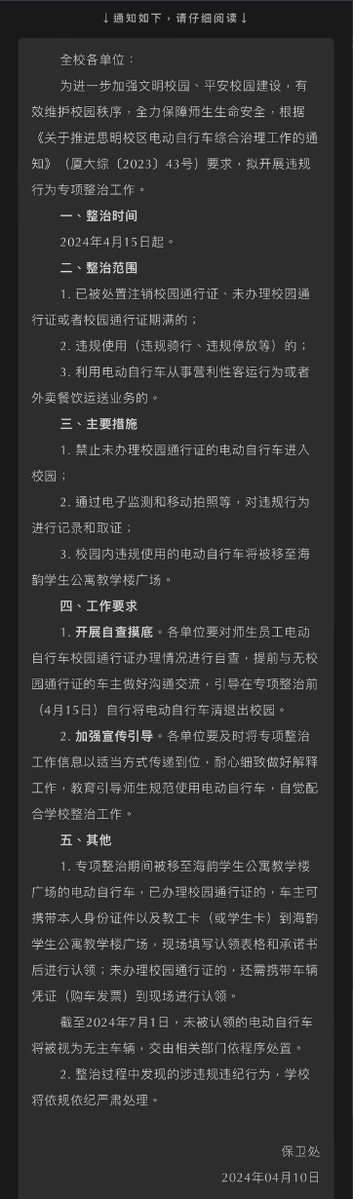 ↓通知如下，请仔细阅读↓
全校各单位：
为进一步加强文明校园、平安校园建设，有
效维护校园秩序，全力保障师生生命安全，根据
《关于推进思明校区电动自行车综合治理工作的通
知》（厦大综〔2023〕43号）要求，拟开展违规
行为专项整治工作。
一、整治时间
2024年4月15日起。
二、整治范围
1. 已被处置注销校园通行证、未办理校园通
行证或者校园通行证期满的；
2. 违规使用（违规骑行、违规停放等）的；
3. 利用电动自行车从事营利性客运行为或者
外卖餐饮运送业务的。
三、主要措施
1. 禁止未办理校园通行证的电动自行车进入
校园；
2. 通过电子监测和移动拍照等，对违规行为
进行记录和取证；
3. 校园内违规使用的电动自行车将被移至海
韵学生公寓教学楼广场。
四、工作要求
1. 开展自查摸底。各单位要对师生员工电动
自行车校园通行证办理情况进行自查，提前与无校
园通行证的车主做好沟通交流，引导在专项整治前
（4月15日）自行将电动自行车清退出校园。
2. 加强宣传引导。各单位要及时将专项整治
工作信息以适当方式传递到位，耐心细致做好解释
工作，教育引导师生规范使用电动自行车，自觉配
合学校整治工作。
五、其他
1. 专项整治期间被移至海韵学生公寓教学楼
广场的电动自行车，已办理校园通行证的，车主可
携带本人身份证件以及教工卡（或学生卡）到海韵
学生公寓教学楼广场，现场填写认领表格和承诺书
后进行认领；未办理校园通行证的，还需携带车辆
凭证（购车发票）到现场进行认领。
截至2024年7月1日，未被认领的电动自行车
将被视为无主车辆，交由相关部门依程序处置。
2. 整治过程中发现的涉违规违纪行为，学校
将依规依纪严肃处理。
保卫处
2024年04月10日